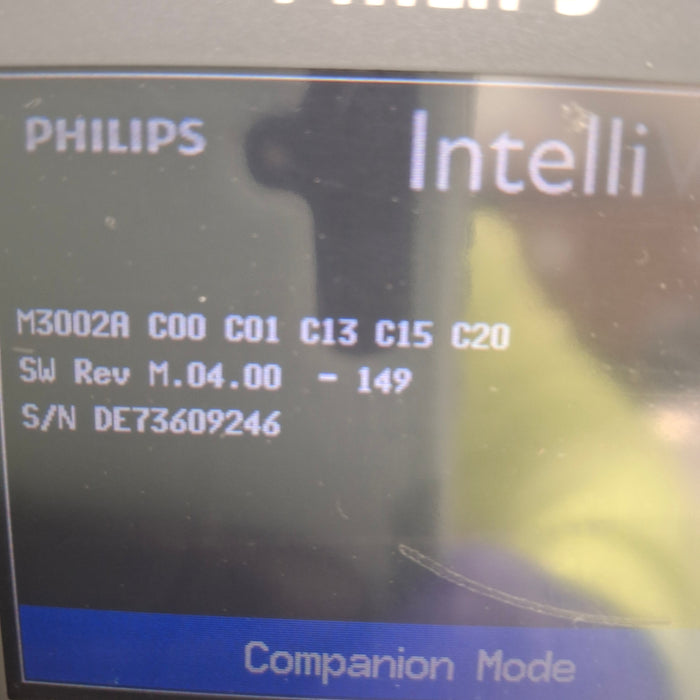 PHILIPS
Intelli
M3002A C00 C01 C13 C15 C20
SW Rev M.04.00 - 149
S/N DE73609246
Companion Mode